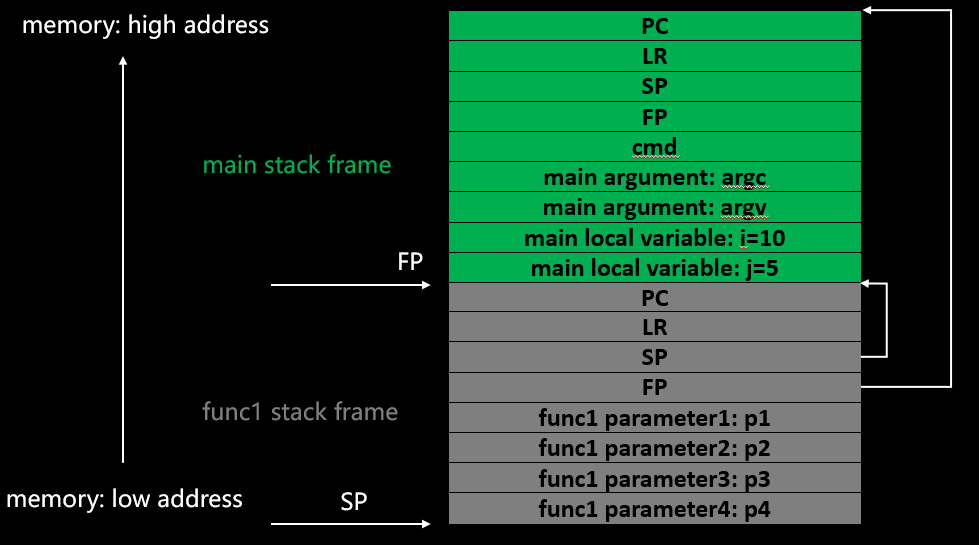 memory: high address
PC
LR
SP
FP
cmd
main stack frame
main argument: argc
main argument: argv
main local variable: i=10
FP
main local variable: j=5
PC
LR
SP
FP
func1 stack frame
func1 parameter1: p1
func1 parameter2: p2
func1 parameter3: p3
memory: low address
SP
func1 parameter4: p4